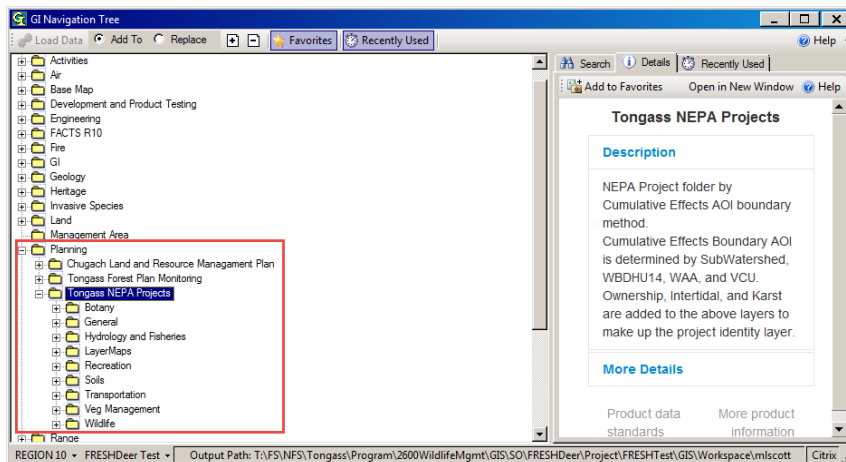 GI Navigation Tree
Load Data Add To Replace Favorites Recently Used Help
Activities
Air
Base Map
Development and Product Testing
Engineering
FACTS R10
Fire
GI
Geology
Heritage
Invasive Species
Land
Management Area
Planning
Chugach Land and Resource Managament Plan
Tongass Forest Plan Monitoring
Tongass NEPA Projects
Botany
General
Hydrology and Fisheries
LayerMaps
Recreation
Soils
Transportation
Veg Management
Wildlife
Range
Search Details Recently Used
Add to Favorites Open in New Window Help
Tongass NEPA Projects
Description
NEPA Project folder by
Cumulative Effects AOI boundary
method.
Cumulative Effects Boundary AOI
is determined by SubWatershed,
WBDHU14, WAA, and VCU.
Ownership, Intertidal, and Karst
are added to the above layers to
make up the project identity layer.
More Details
Product data
standards
More product
information
REGION 10 FRESHDeer Test Output Path: T:\FS\NFS\Tongass\Program\2600WildlifeMgmt\GIS\SO\FRESHDeer\Project\FRESHTest\GIS\Workspace\mlscott Citrix